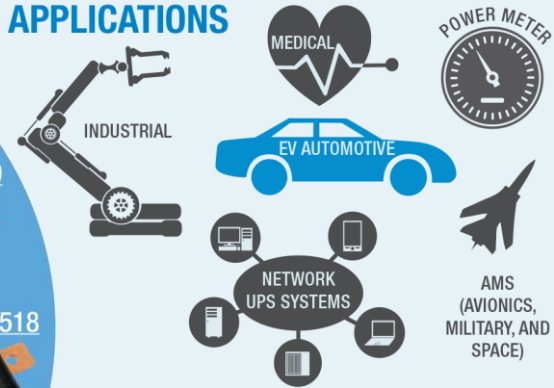 APPLICATIONS
MEDICAL
POWER METER
INDUSTRIAL
EV AUTOMOTIVE
NETWORK
UPS SYSTEMS
AMS
(AVIONICS,
MILITARY, AND
SPACE)
518